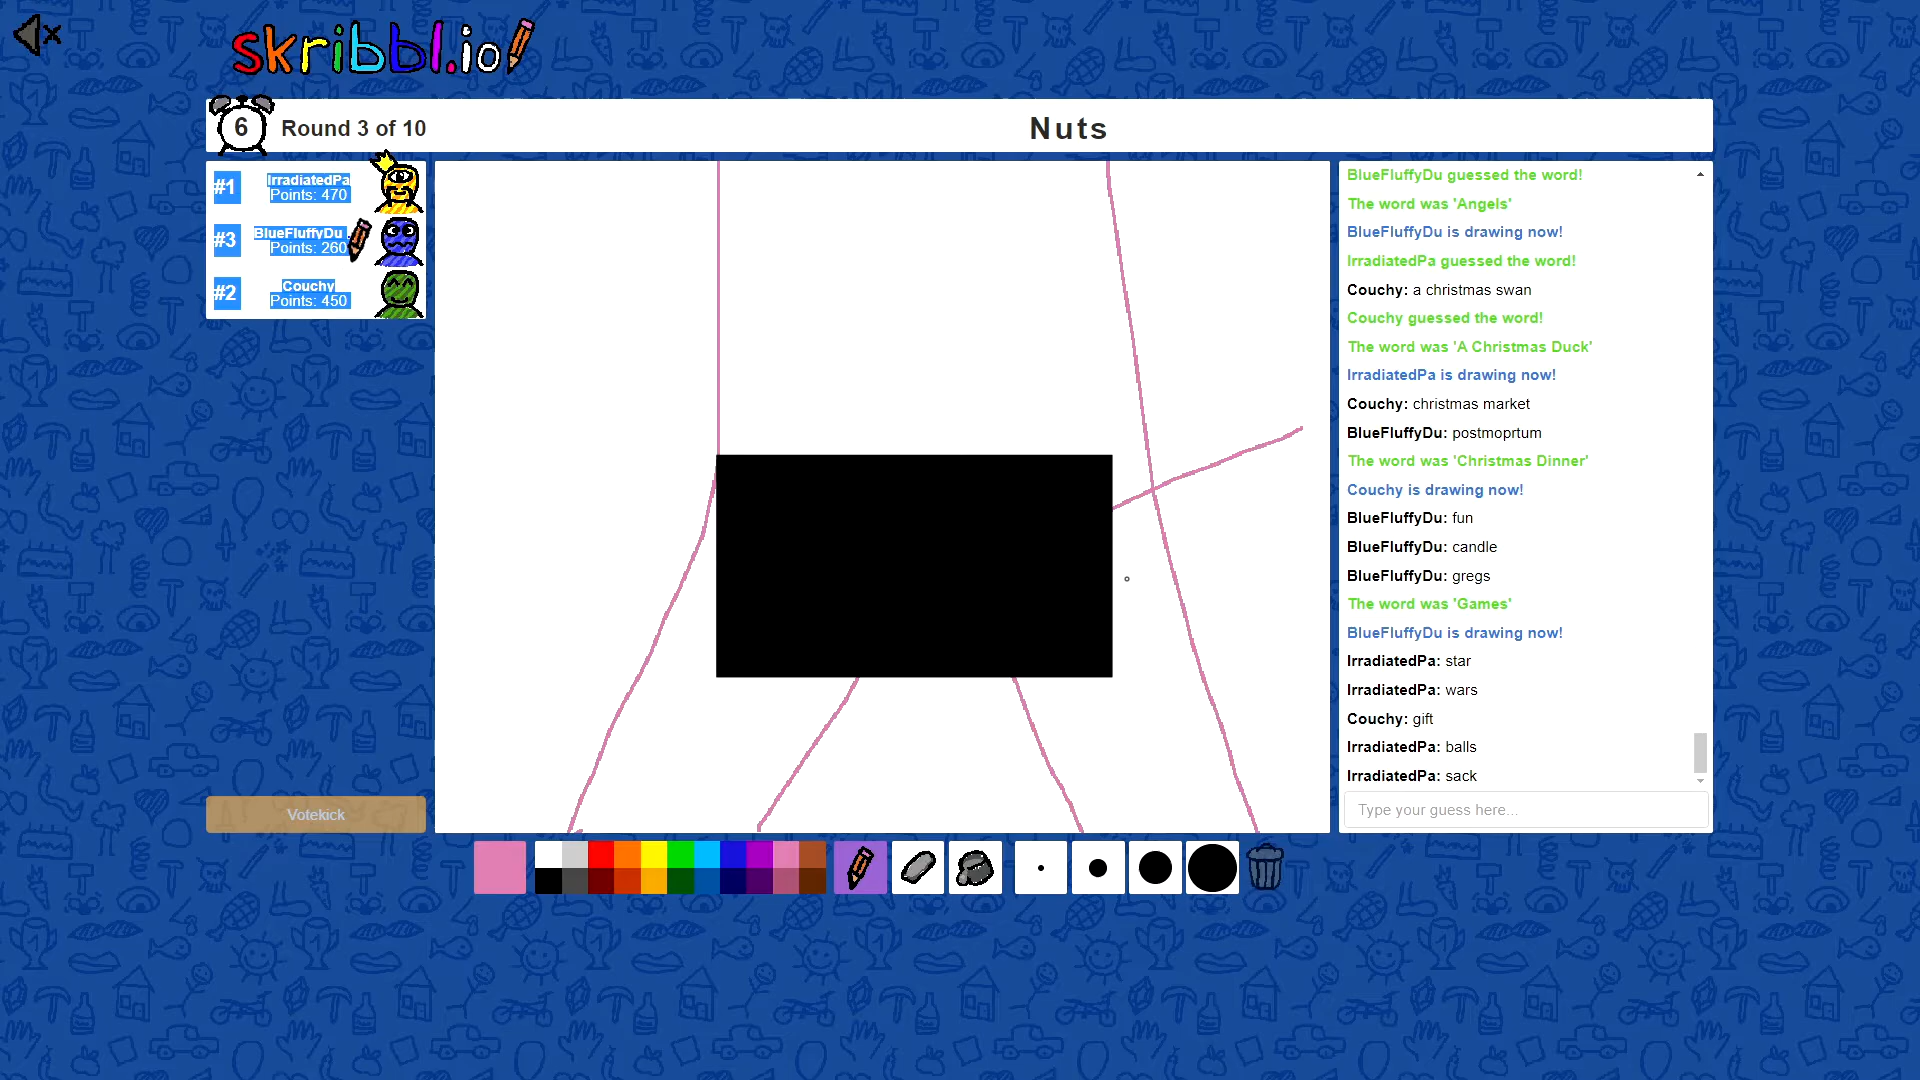 skribbl.io
6
Round 3 of 10
Nuts
#1
IrradiatedPa
Points: 470
#3
BlueFluffyDu
Points: 260
#2
Couchy
Points: 450
BlueFluffyDu guessed the word!
The word was 'Angels'
BlueFluffyDu is drawing now!
IrradiatedPa guessed the word!
Couchy: a christmas swan
Couchy guessed the word!
The word was 'A Christmas Duck'
IrradiatedPa is drawing now!
Couchy: christmas market
BlueFluffyDu: postmoprtum
The word was 'Christmas Dinner'
Couchy is drawing now!
BlueFluffyDu: fun
BlueFluffyDu: candle
BlueFluffyDu: gregs
The word was 'Games'
BlueFluffyDu is drawing now!
IrradiatedPa: star
IrradiatedPa: wars
Couchy: gift
IrradiatedPa: balls
IrradiatedPa: sack
Type your guess here...
Votekick